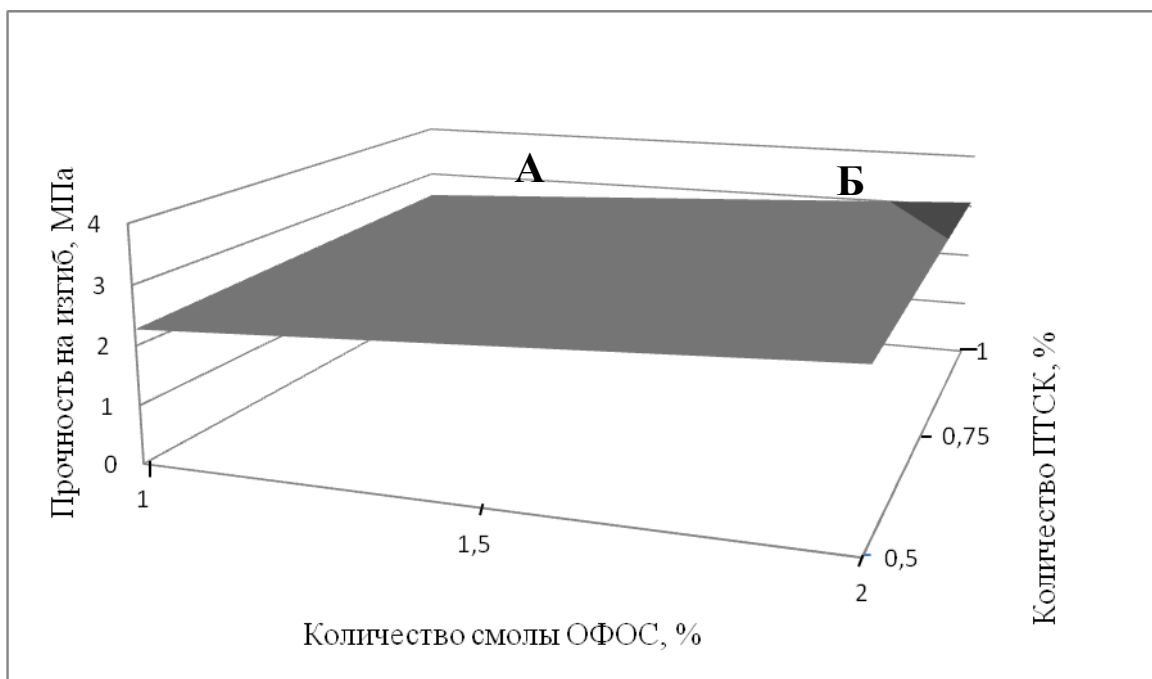 А
Б
Прочность на изгиб, МПа
4
3
2
1
0
1
1,5
2
0,5
0,75
1
Количество ПТСК, %
Количество смолы ОФОС, %